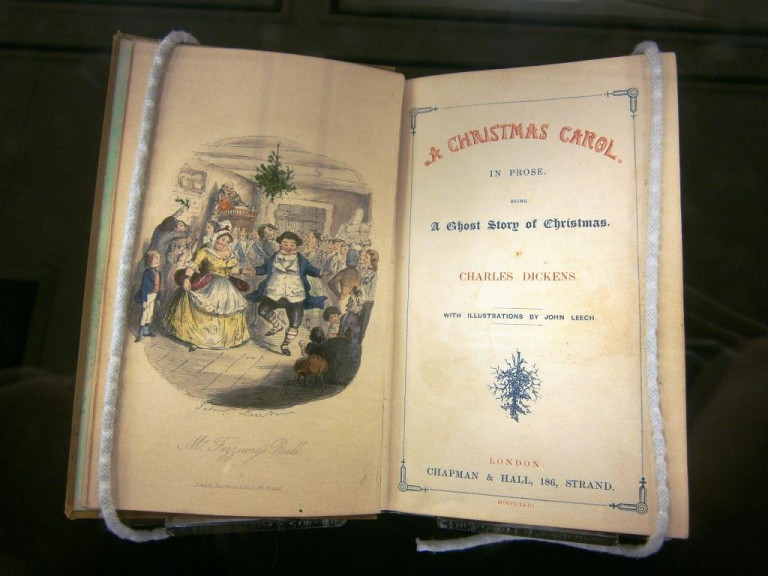 Mr. Fezziwig's Ball
A CHRISTMAS CAROL.
IN PROSE.
BEING
A Ghost Story of Christmas.
BY
CHARLES DICKENS.
WITH ILLUSTRATIONS BY JOHN LEECH.
LONDON:
CHAPMAN & HALL, 186, STRAND.